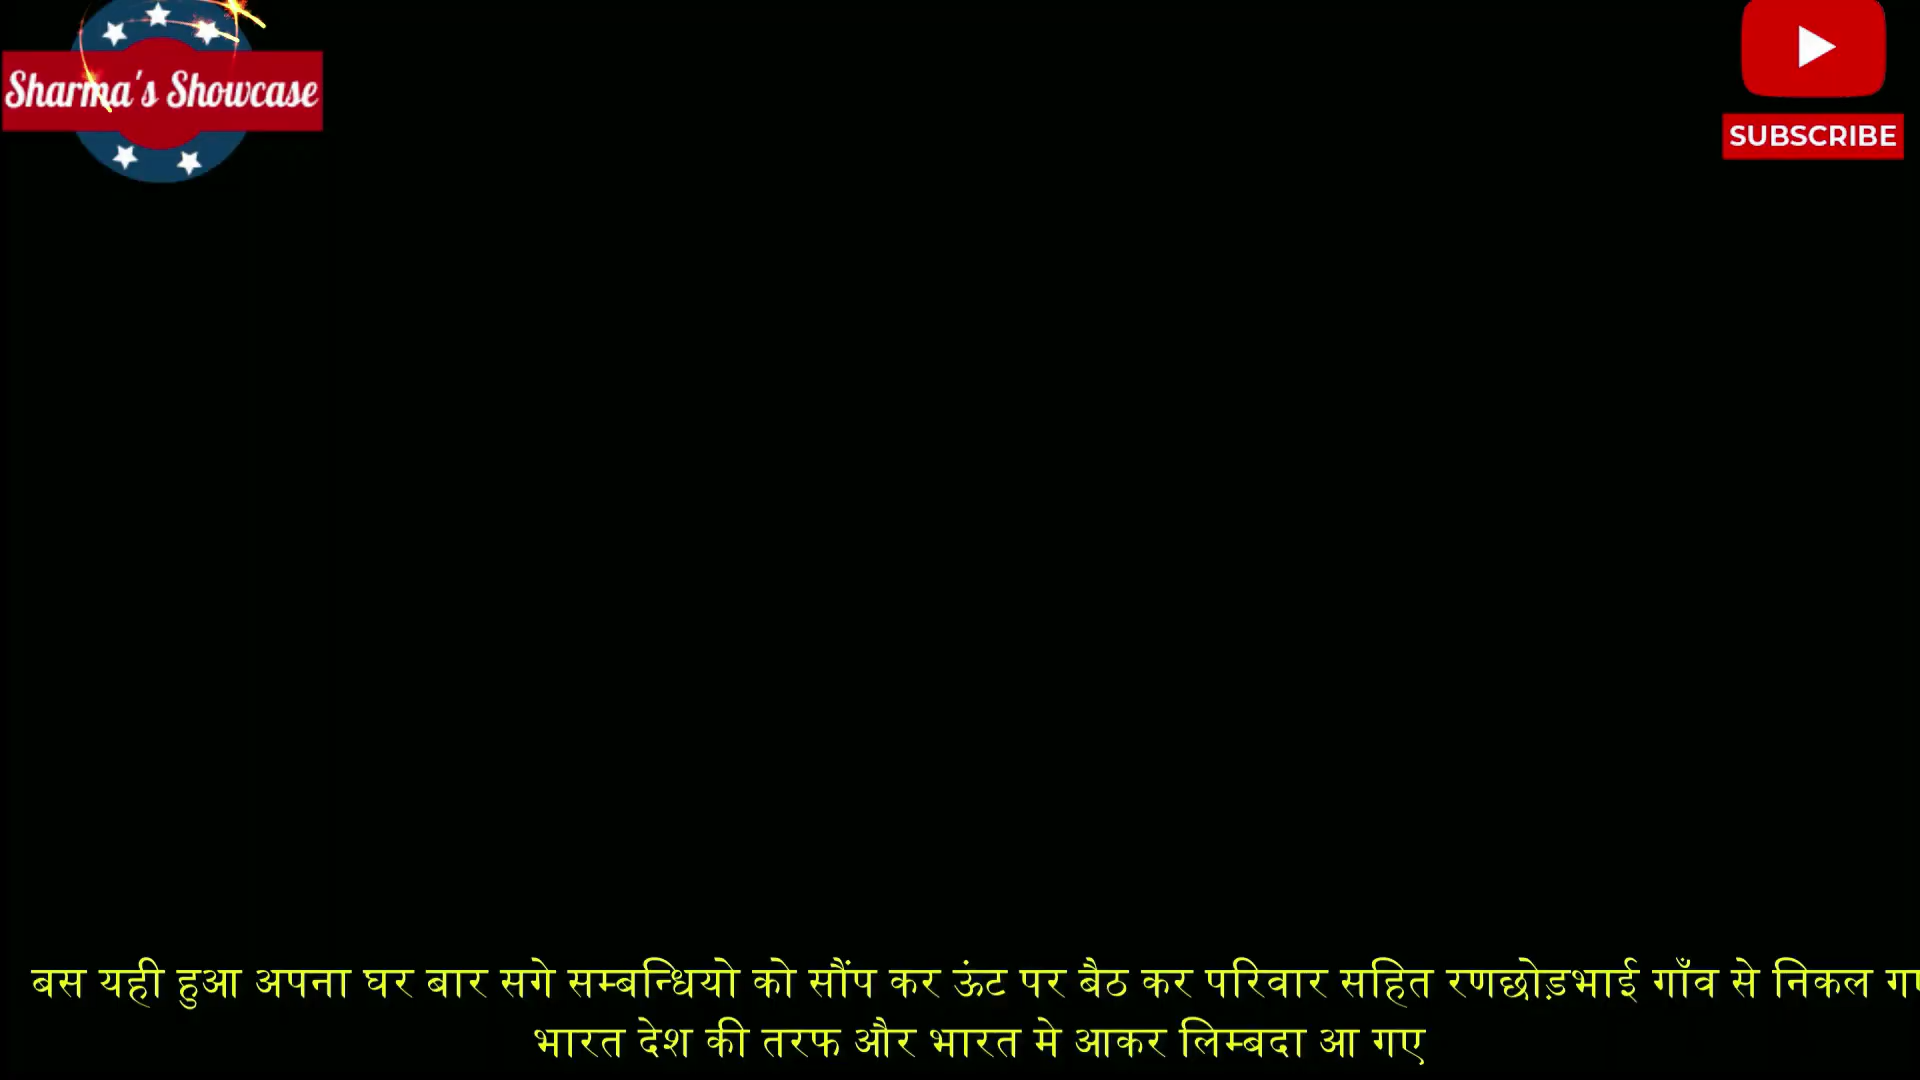 Sharma's Showcase
SUBSCRIBE
बस यही हुआ अपना घर बार सगे सम्बन्धियो को सौंप कर ऊंट पर बैठ कर परिवार सहित रणछोड़भाई गाँव से निकल
भारत देश की तरफ और भारत मे आकर लिम्बदा आ गए